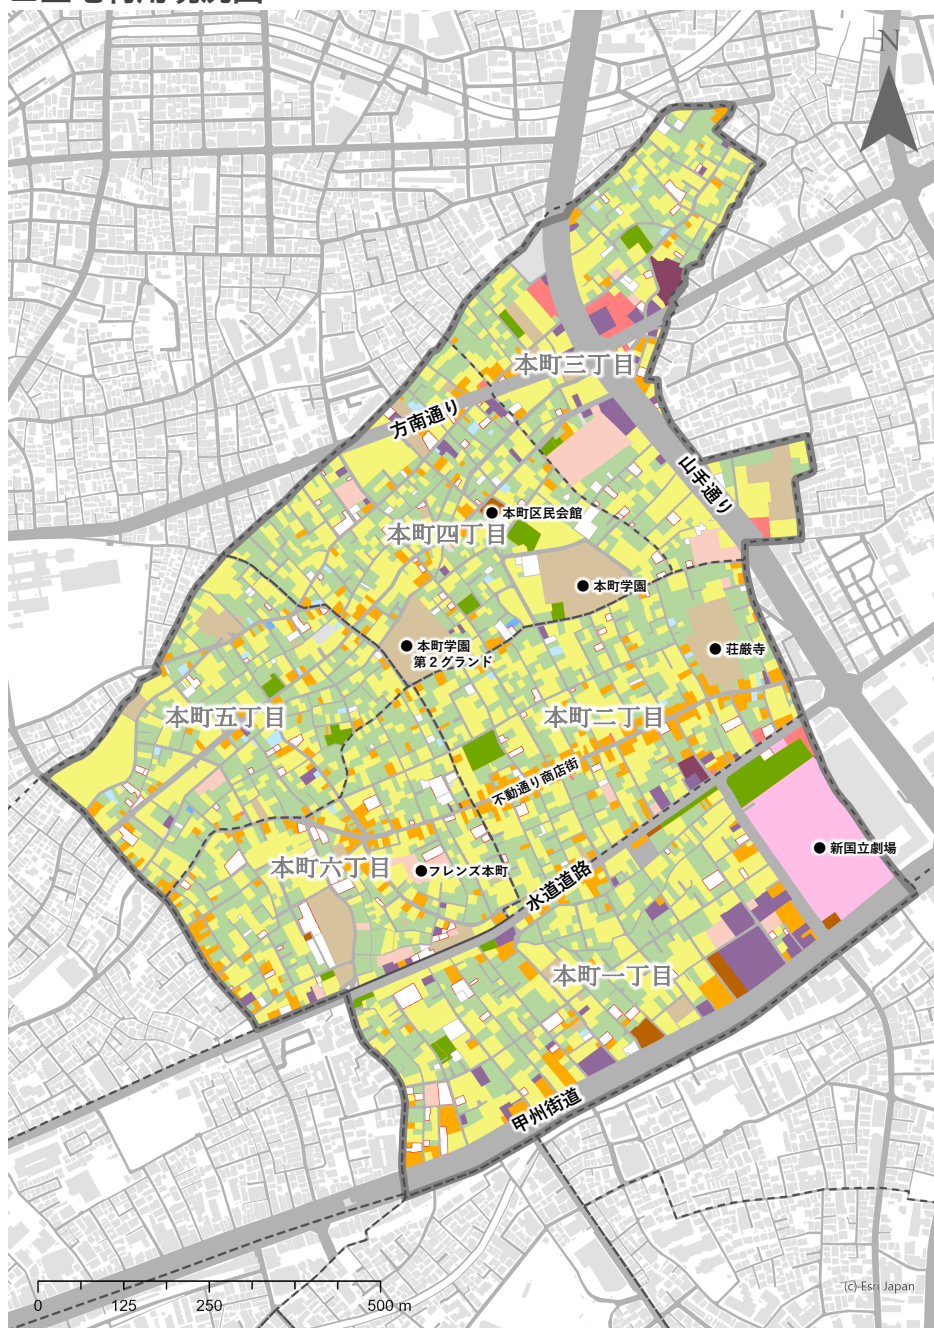 N
本町三丁目
方南通り
山手通り
本町区民会館
本町四丁目
本町学園
本町学園
第2グランド
荘厳寺
本町五丁目
本町二丁目
不動通り商店街
新国立劇場
本町六丁目
フレンズ本町
水道道路
本町一丁目
甲州街道
(c) Esri Japan
0 125 250 500 m